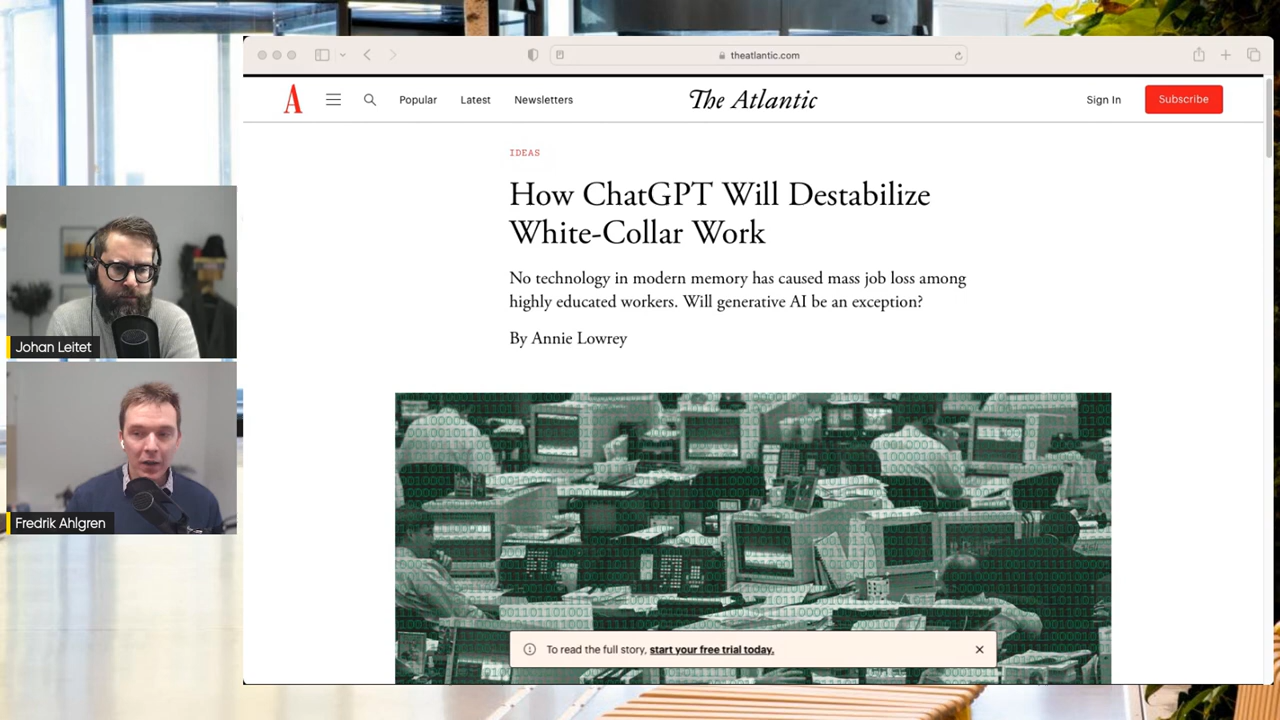 theatlantic.com
A
Popular
Latest
Newsletters
The Atlantic
Sign In
Subscribe
IDEAS
How ChatGPT Will Destabilize
White-Collar Work
No technology in modern memory has caused mass job loss among
highly educated workers. Will generative AI be an exception?
By Annie Lowrey
To read the full story, start your free trial today.
Johan Leitet
Fredrik Ahlgren